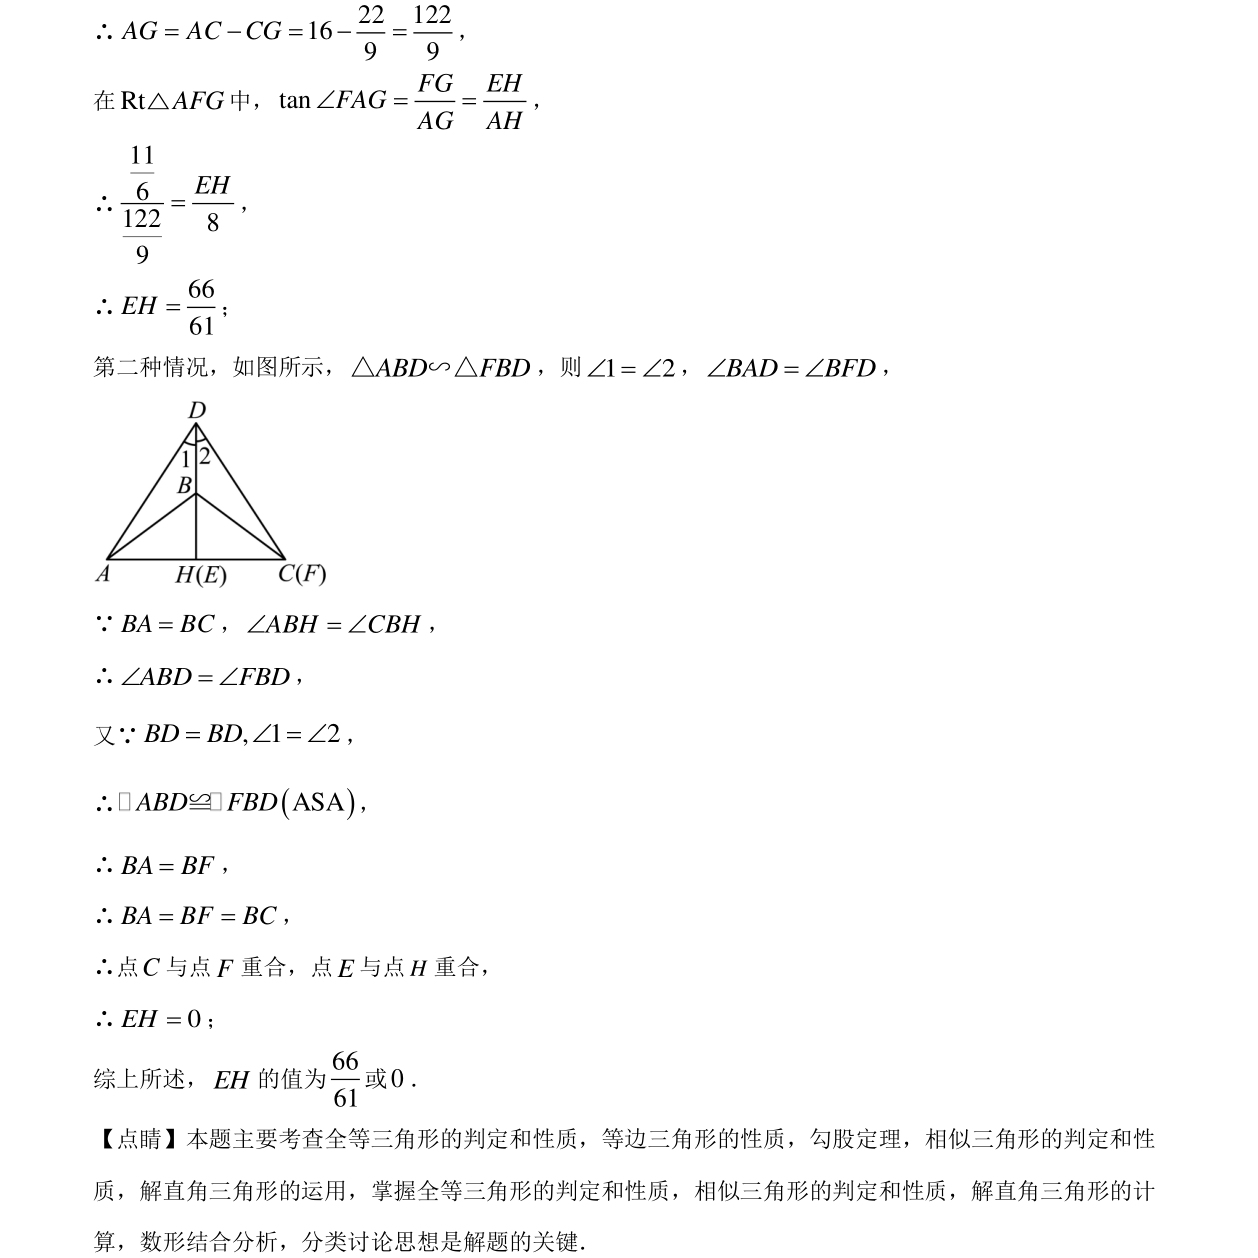 ∴ AG = AC − CG = 16 − 22/9 = 122/9，
在 Rt△AFG 中， tan ∠FAG = FG/AG = EH/AH，
∴ (11/6)/(122/9) = EH/8，
∴ EH = 66/61；
第二种情况，如图所示，△ABD∽△FBD，则∠1 = ∠2，∠BAD = ∠BFD，
D
1 2
B
A H(E) C(F)
∵ BA = BC，∠ABH = ∠CBH，
∴ ∠ABD = ∠FBD，
又∵ BD = BD, ∠1 = ∠2，
∴ □ABD≌□FBD(ASA)，
∴ BA = BF，
∴ BA = BF = BC，
∴点C与点F重合，点E与点H重合，
∴ EH = 0；
综上所述， EH 的值为66/61或0．
【点睛】本题主要考查全等三角形的判定和性质，等边三角形的性质，勾股定理，相似三角形的判定和性
质，解直角三角形的运用，掌握全等三角形的判定和性质，相似三角形的判定和性质，解直角三角形的计
算，数形结合分析，分类讨论思想是解题的关键．